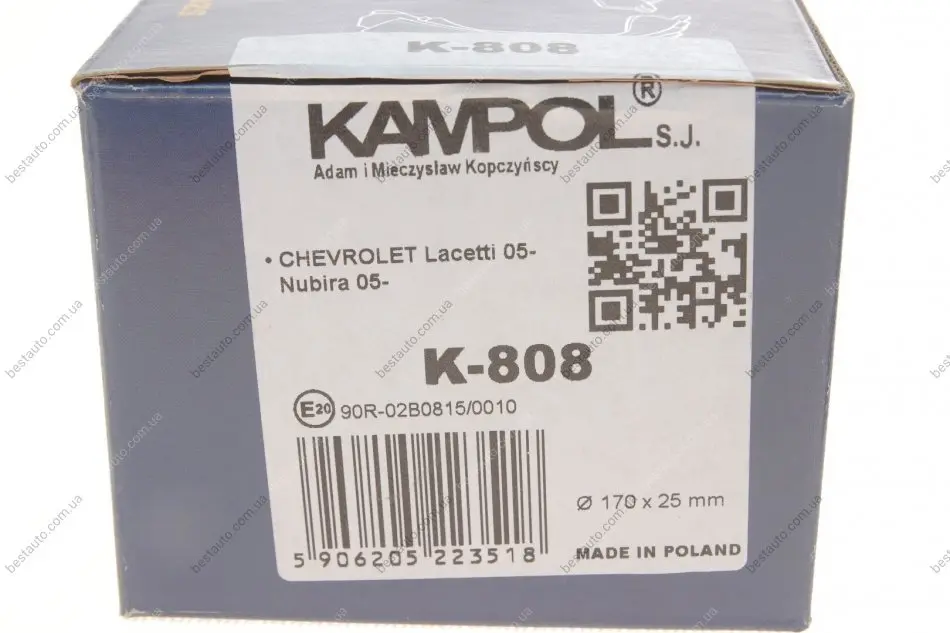 K-808
KAMPOL® S.J.
Adam i Mieczysław Kopczyńscy
• CHEVROLET Lacetti 05-
Nubira 05-
K-808
E20 90R-02B0815/0010
5 906205 223518
Ø 170 x 25 mm
MADE IN POLAND
bestauto.com.ua